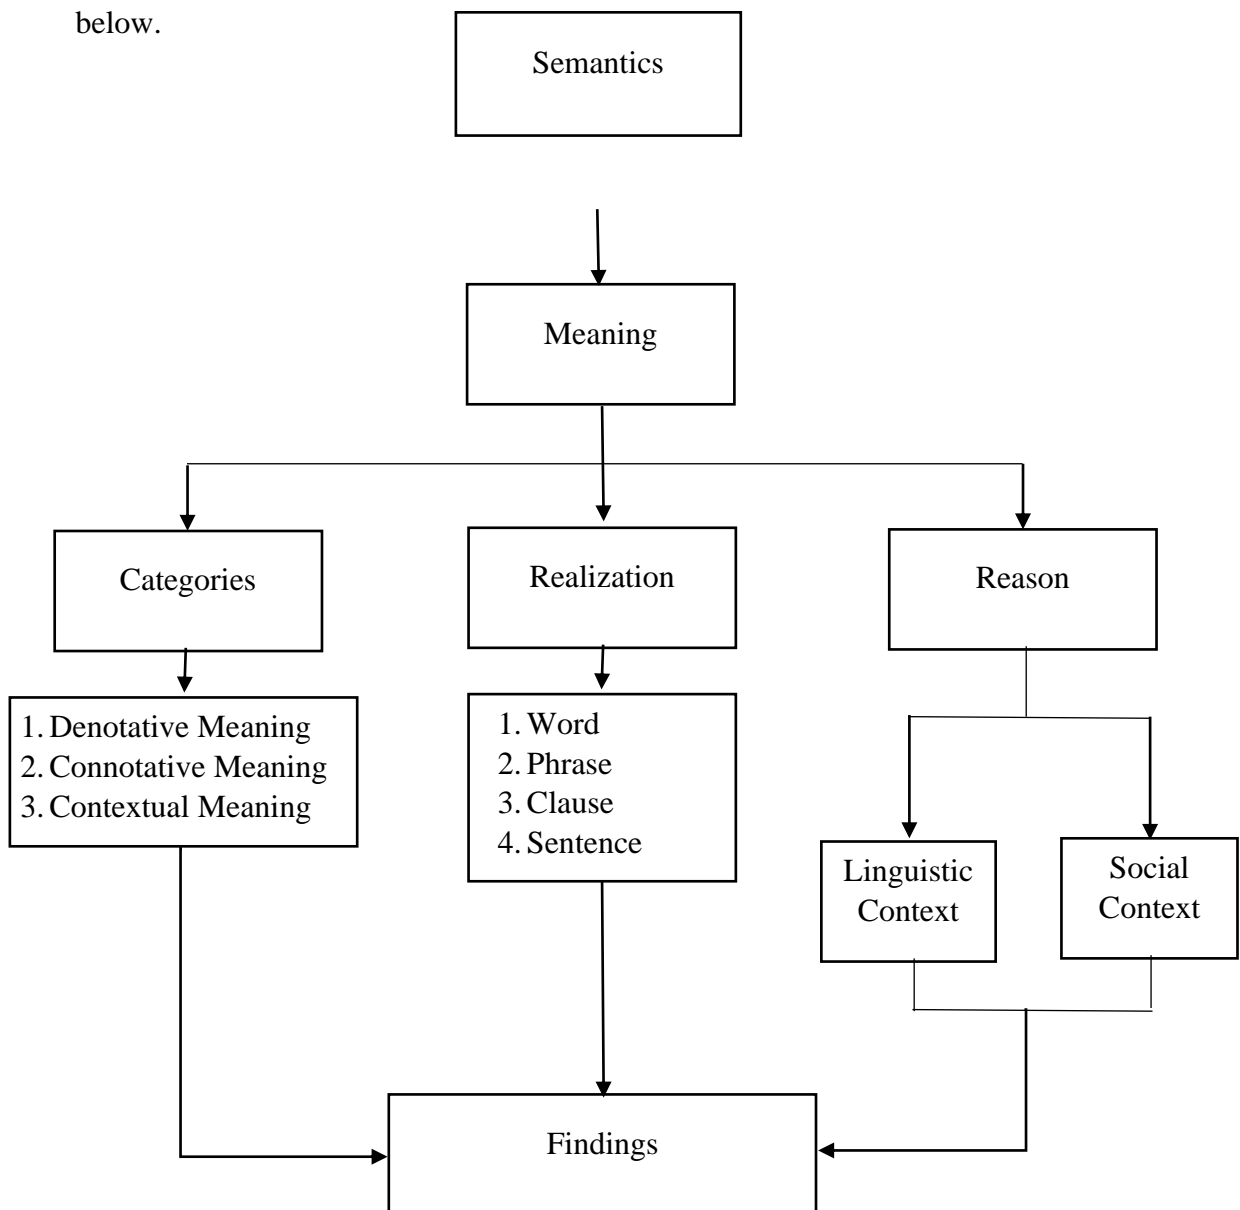 below.
Semantics
Meaning
Categories
Realization
Reason
1. Denotative Meaning
2. Connotative Meaning
3. Contextual Meaning
1. Word
2. Phrase
3. Clause
4. Sentence
Linguistic
Context
Social
Context
Findings